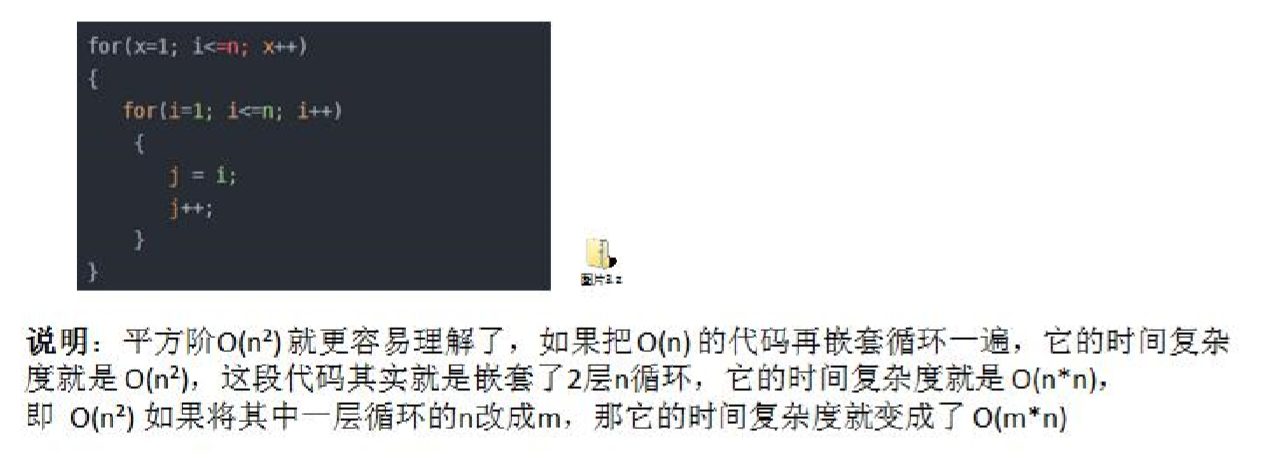 for(x=1; i<=n; x++)
{
for(i=1; i<=n; i++)
{
j = i;
j++;
}
}
图片3.z
说明：平方阶O(n²) 就更容易理解了，如果把O(n) 的代码再嵌套循环一遍，它的时间复杂
度就是 O(n²)，这段代码其实就是嵌套了2层n循环，它的时间复杂度就是 O(n*n)，
即 O(n²) 如果将其中一层循环的n改成m，那它的时间复杂度就变成了 O(m*n)